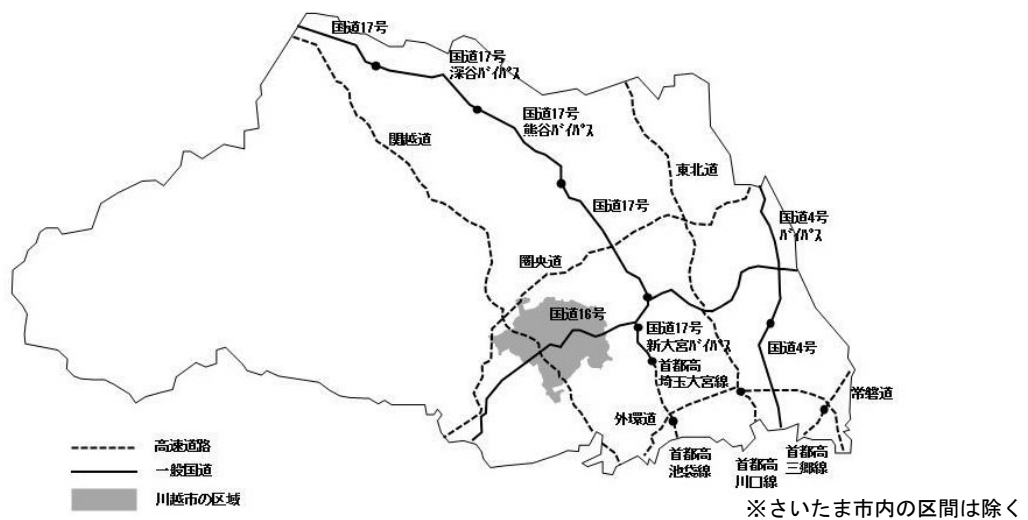 国道17号
国道17号
深谷バイパス
国道17号
熊谷バイパス
関越道
東北道
国道17号
国道4号
バイパス
圏央道
国道16号
国道17号
新大宮バイパス
国道4号
首都高
埼玉大宮線
常磐道
外環道
首都高
池袋線
首都高
川口線
首都高
三郷線
高速道路
一般国道
川越市の区域
※さいたま市内の区間は除く